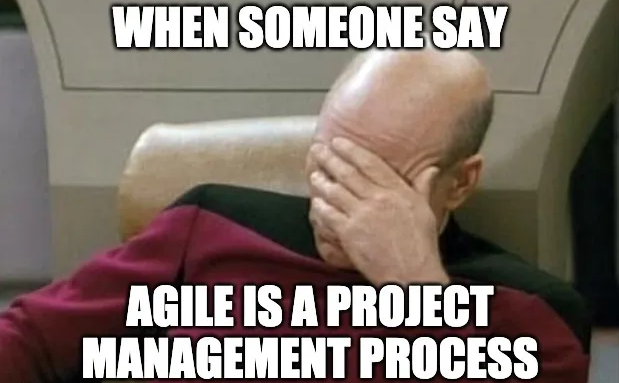 WHEN SOMEONE SAY
AGILE IS A PROJECT
MANAGEMENT PROCESS